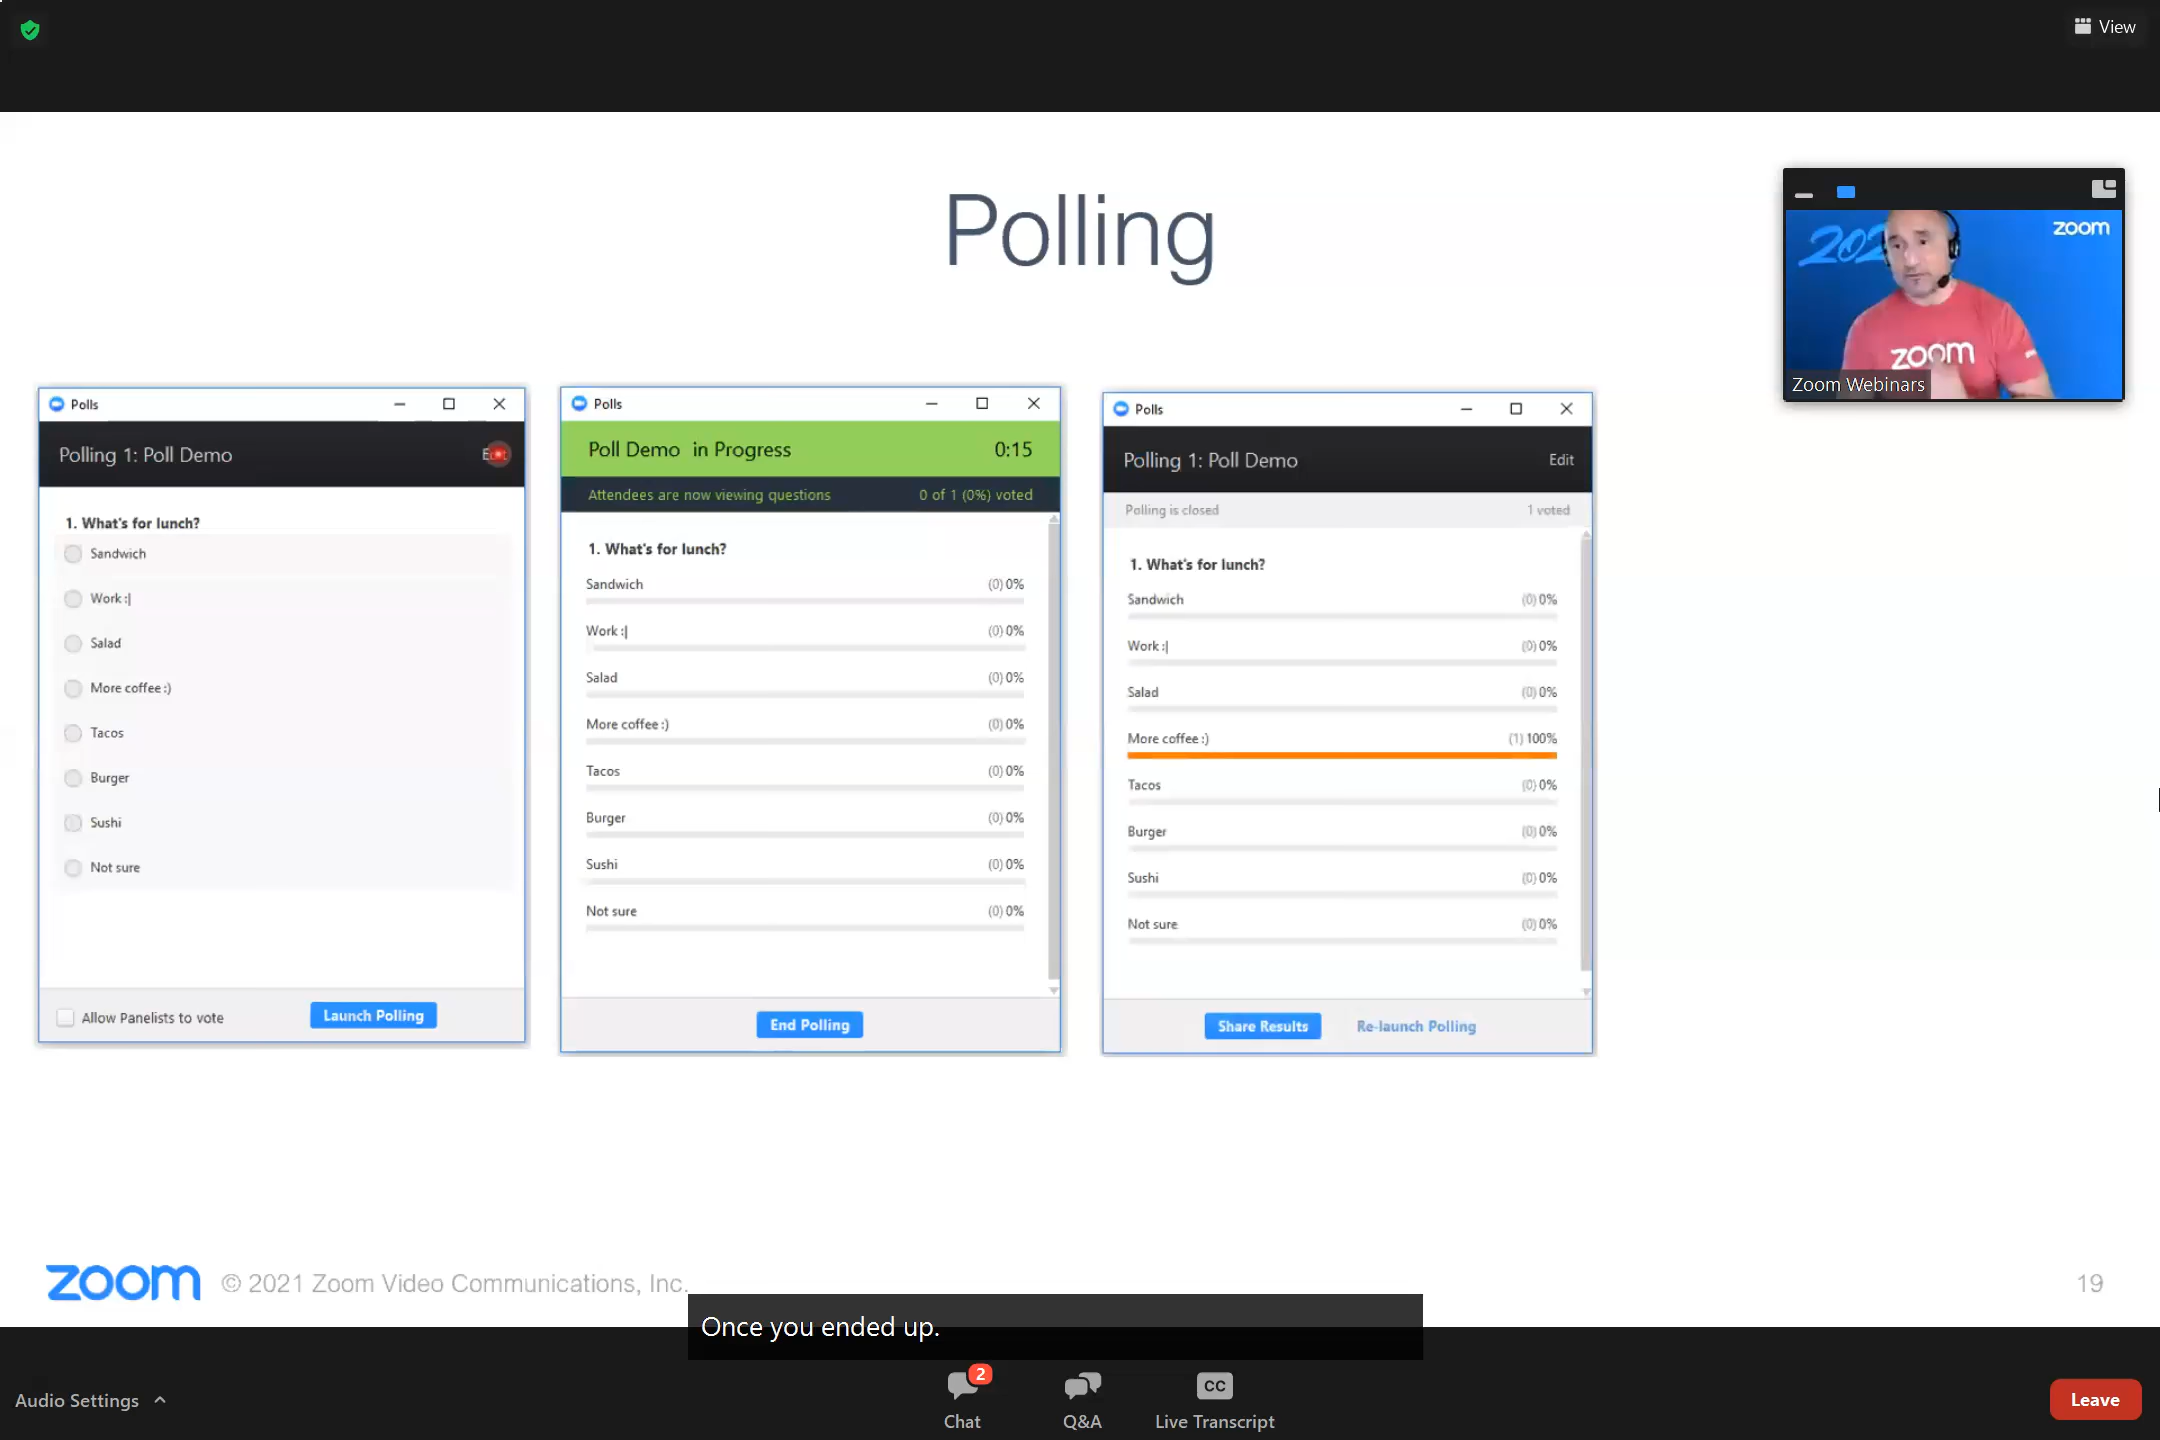 View
Polling
202
zoom
zoom
Zoom Webinars
Polls
Polling 1: Poll Demo
1. What's for lunch?
Sandwich
Work :|
Salad
More coffee :)
Tacos
Burger
Sushi
Not sure
Allow Panelists to vote
Launch Polling
Polls
Poll Demo in Progress 0:15
Attendees are now viewing questions 0 of 1 (0%) voted
1. What's for lunch?
Sandwich (0) 0%
Work :| (0) 0%
Salad (0) 0%
More coffee :) (0) 0%
Tacos (0) 0%
Burger (0) 0%
Sushi (0) 0%
Not sure (0) 0%
End Polling
Polls
Polling 1: Poll Demo Edit
Polling is closed 1 voted
1. What's for lunch?
Sandwich (0) 0%
Work :| (0) 0%
Salad (0) 0%
More coffee :) (1) 100%
Tacos (0) 0%
Burger (0) 0%
Sushi (0) 0%
Not sure (0) 0%
Share Results Re-launch Polling
zoom © 2021 Zoom Video Communications, Inc. 19
Once you ended up.
Audio Settings
2
Chat
Q&A
CC
Live Transcript
Leave